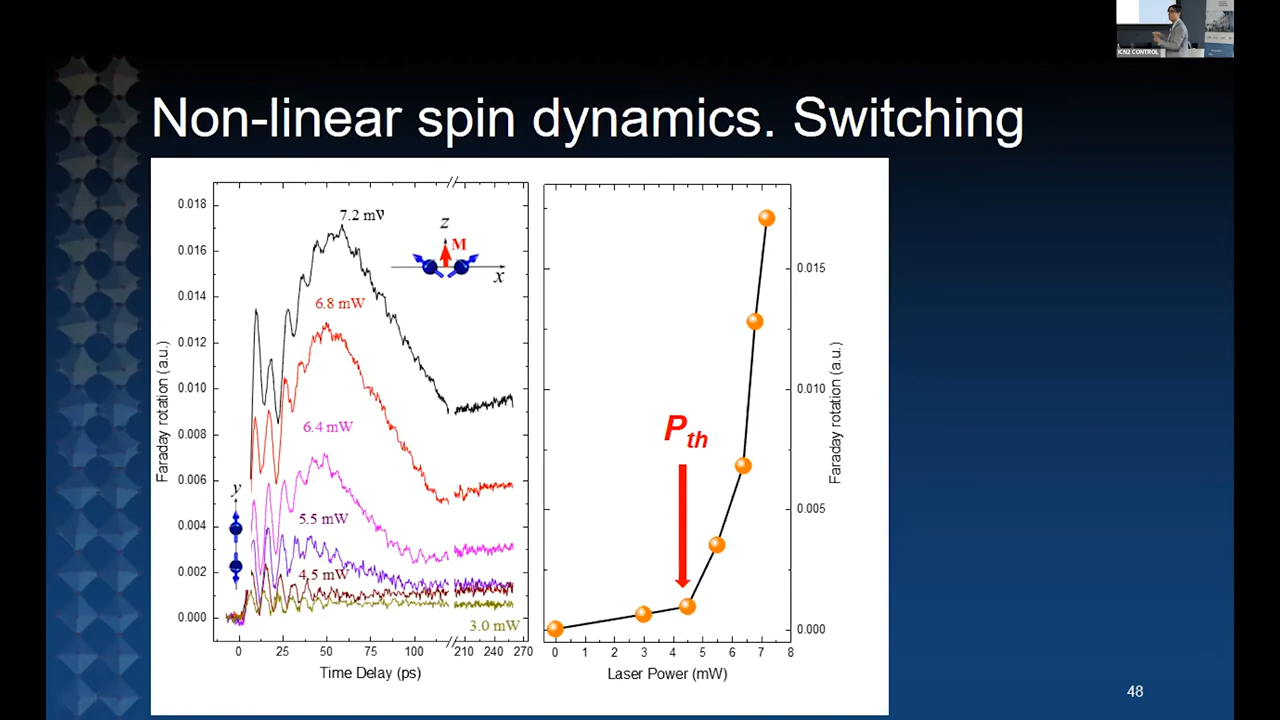 ICN2 CONTROL
Non-linear spin dynamics. Switching
Faraday rotation (a.u.)
0.018
0.016
0.014
0.012
0.010
0.008
0.006
0.004
0.002
0.000
7.2 mW
6.8 mW
6.4 mW
5.5 mW
4.5 mW
3.0 mW
z
M
x
y
0 25 50 75 100 210 240 270
Time Delay (ps)
Pth
0.015
0.010
0.005
0.000
Faraday rotation (a.u.)
0 1 2 3 4 5 6 7 8
Laser Power (mW)
48